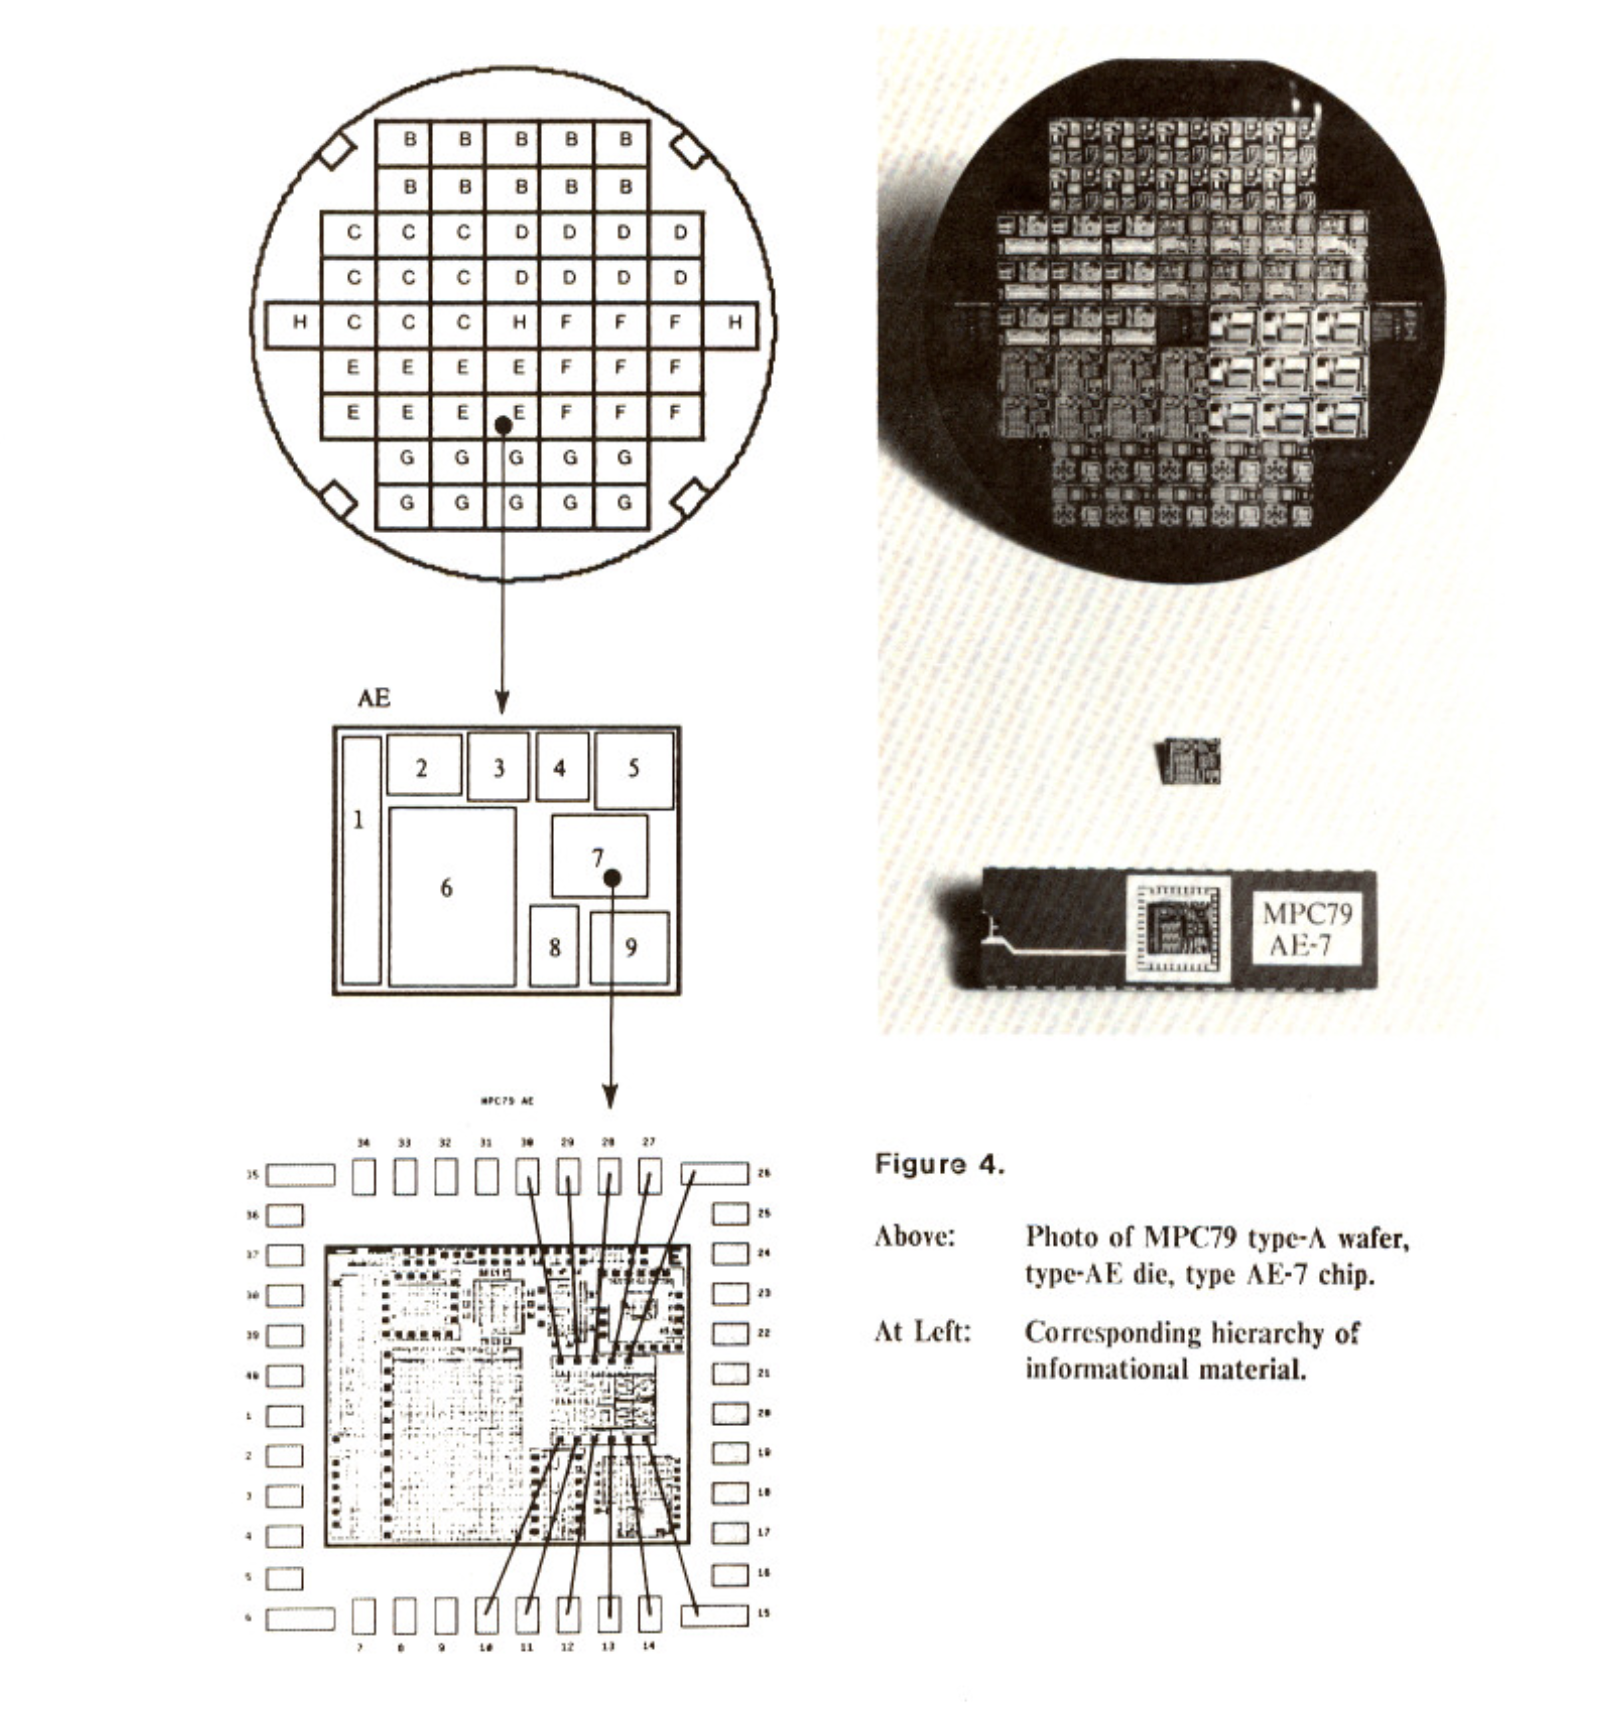 B B B B B
B B B B B
C C C D D D D
C C C D D D D
H C C C H F F F H
E E E E F F F
E E E E F F F
G G G G G
G G G G G
AE
1 2 3 4 5
6 7
8 9
MPC79
AE-7
MPC79 AE
34 33 32 31 30 29 28 27
35 26
36 25
37 24
38 23
39 22
40 21
1 20
2 19
3 18
4 17
5 16
6 15
7 8 9 10 11 12 13 14
E
Figure 4.
Above: Photo of MPC79 type-A wafer,
type-AE die, type AE-7 chip.
At Left: Corresponding hierarchy of
informational material.